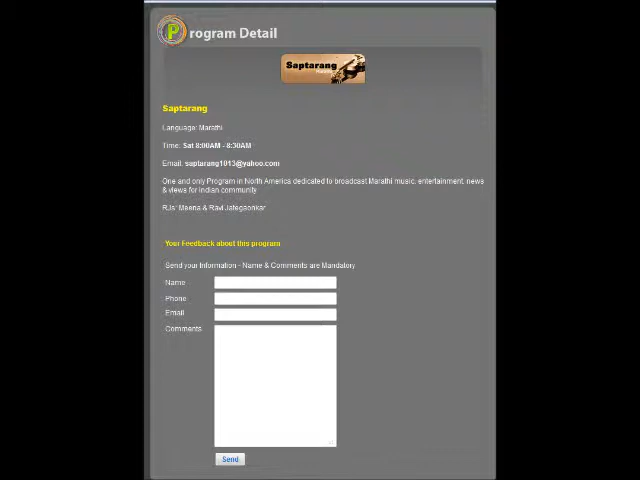 Program Detail
Saptarang
Saptarang
Language: Marathi
Time: Sat 8:00AM - 8:30AM
Email: saptarang1013@yahoo.com
One and only Program in North America dedicated to broadcast Marathi music, entertainment, news
& views for Indian community
RJs: Meena & Ravi Jategaonkar
Your Feedback about this program
Send your Information - Name & Comments are Mandatory
Name
Phone
Email
Comments
Send